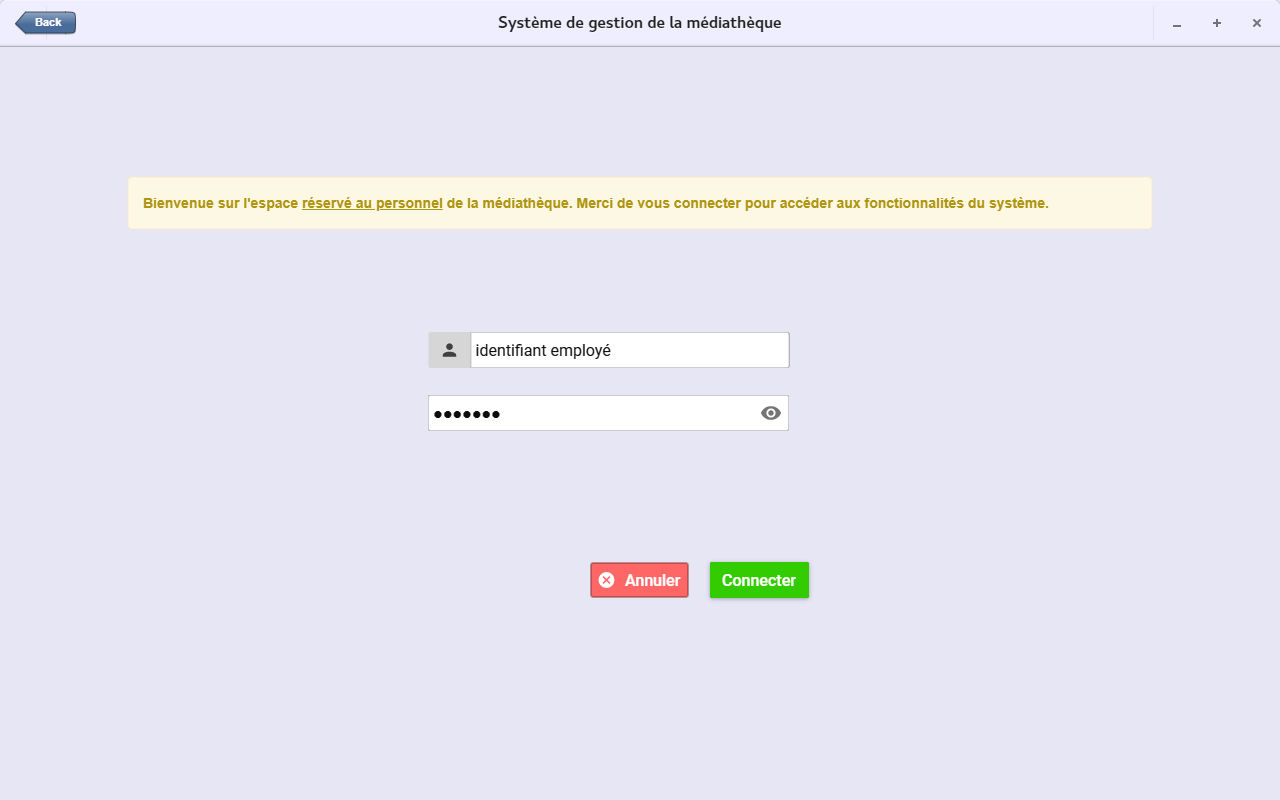 Back
Système de gestion de la médiathèque
Bienvenue sur l'espace réservé au personnel de la médiathèque. Merci de vous connecter pour accéder aux fonctionnalités du système.
identifiant employé
Annuler
Connecter